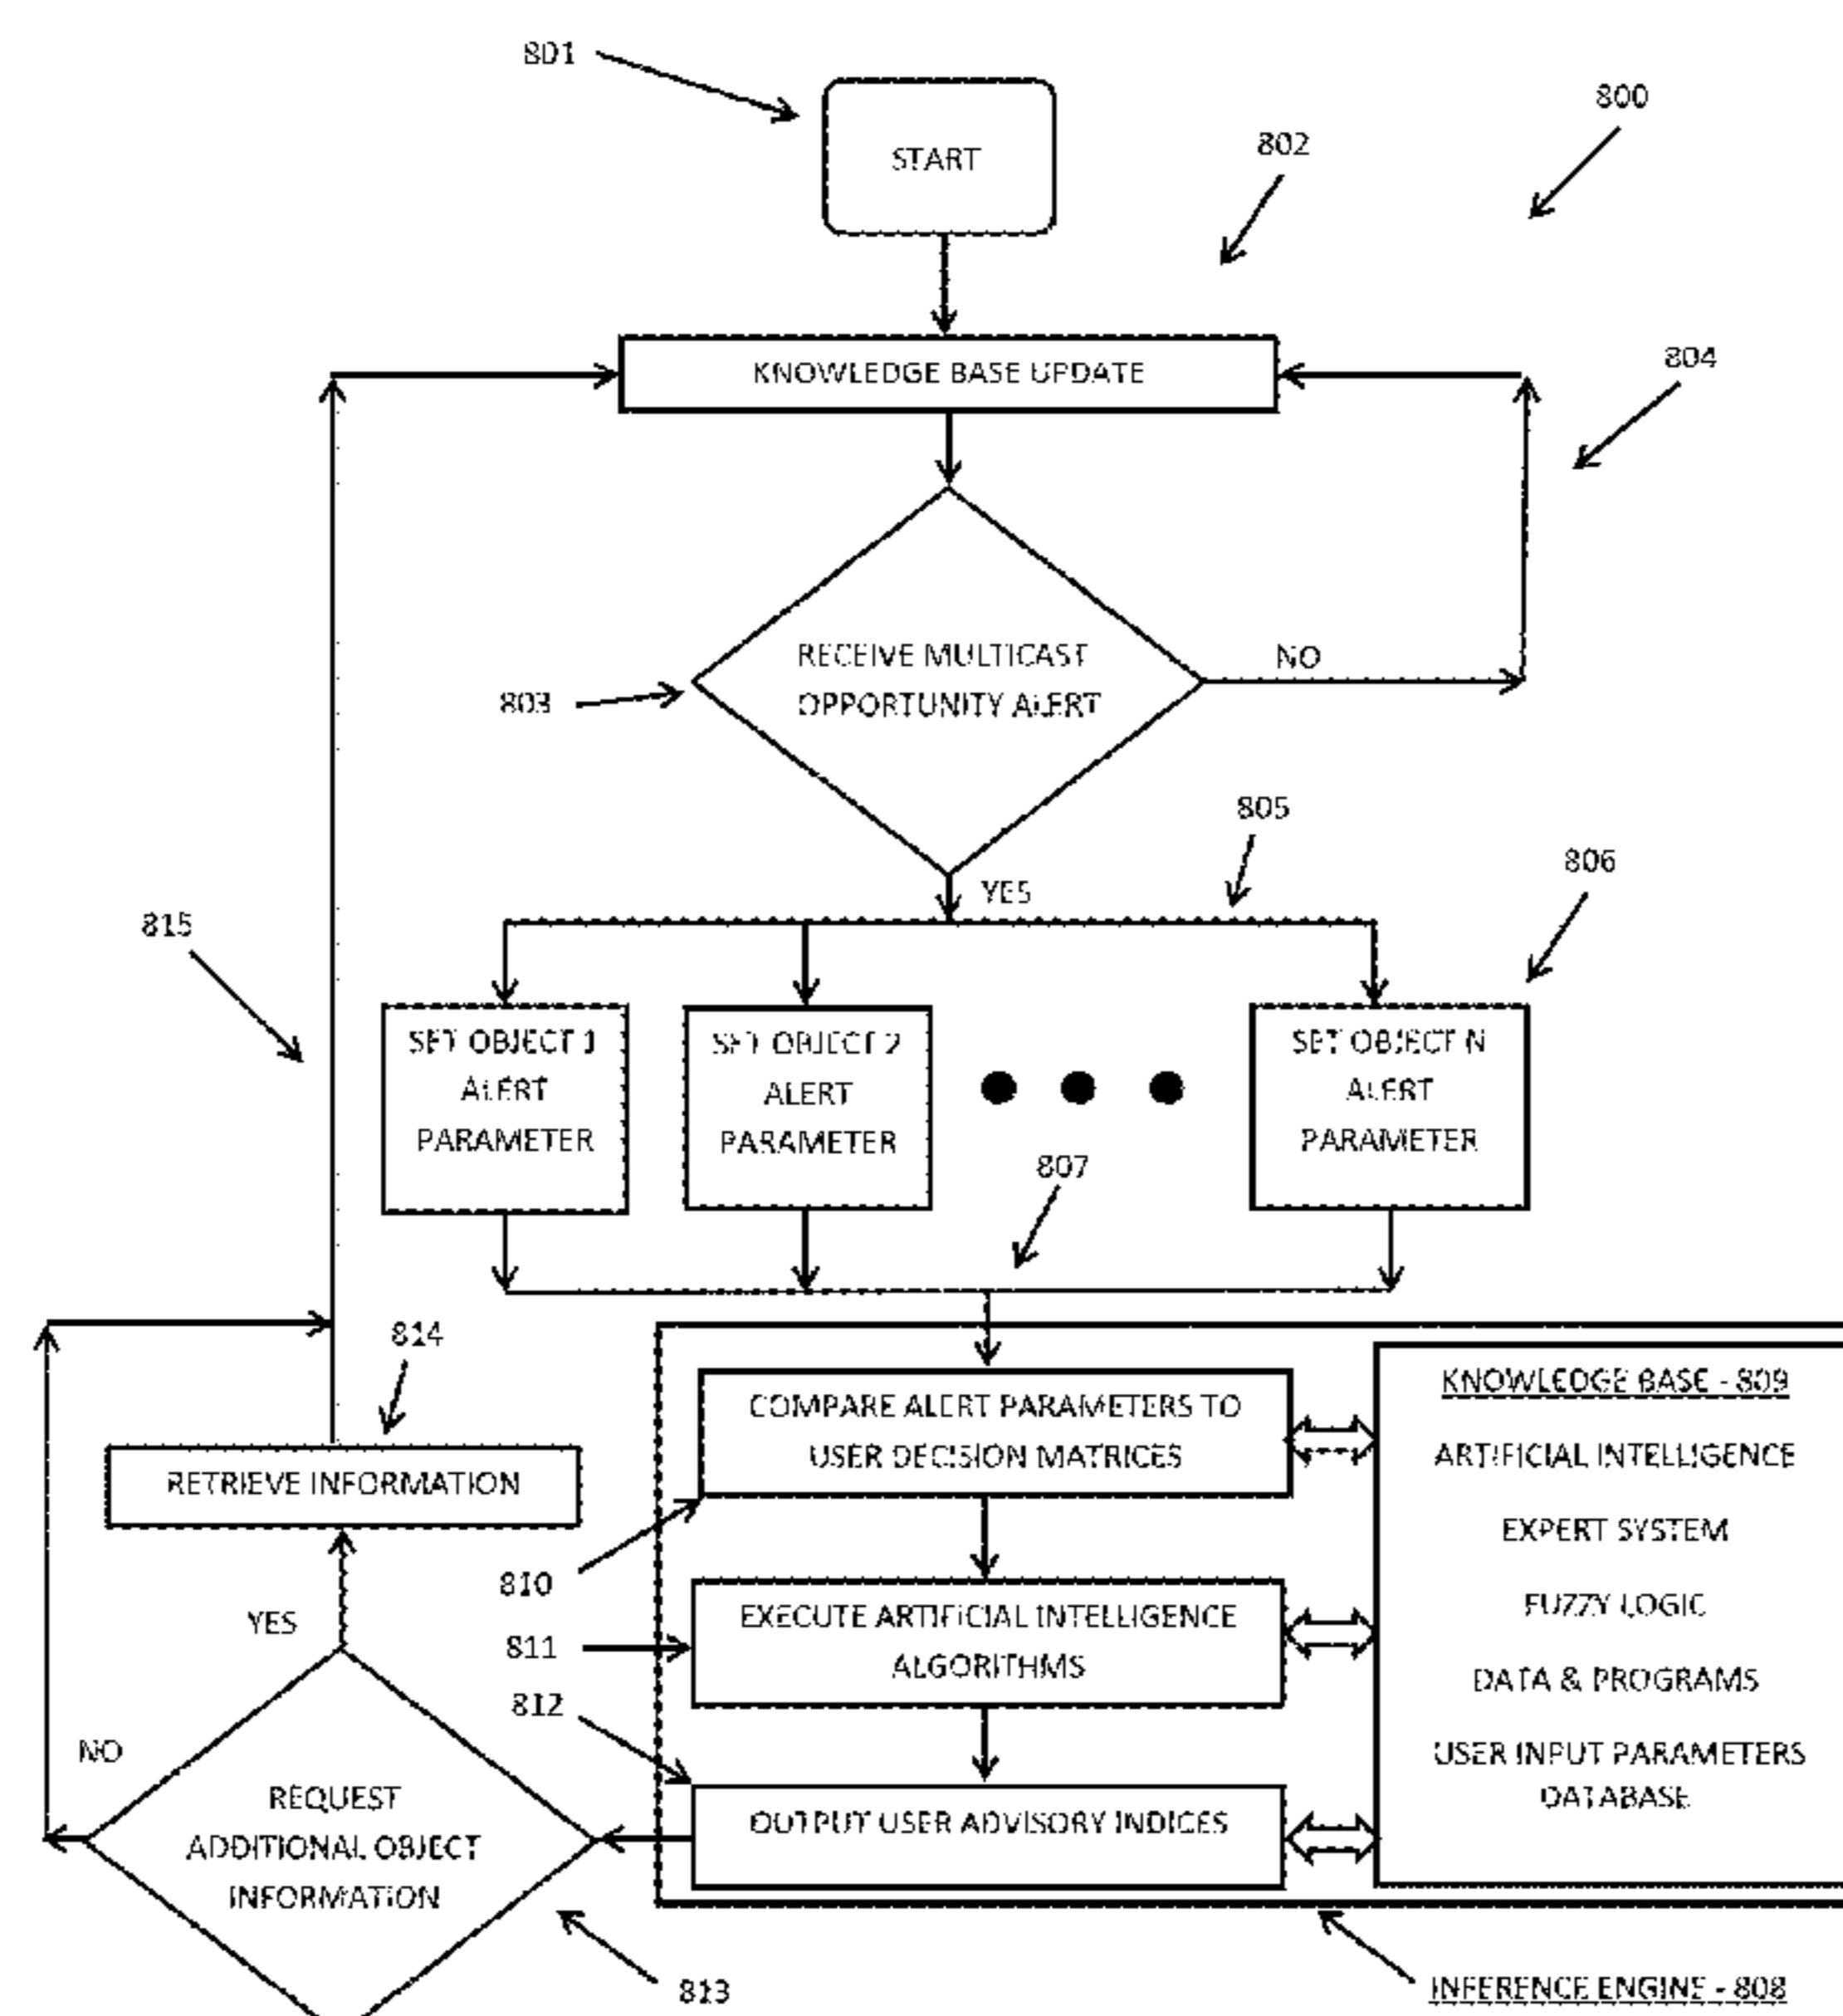 801
800
802
START
KNOWLEDGE BASE UPDATE
804
RECEIVE MULTICAST
OPPORTUNITY ALERT
NO
803
YES
805
806
815
SET OBJECT 1
ALERT
PARAMETER
SET OBJECT 2
ALERT
PARAMETER
SET OBJECT N
ALERT
PARAMETER
807
814
COMPARE ALERT PARAMETERS TO
USER DECISION MATRICES
KNOWLEDGE BASE - 809
ARTIFICIAL INTELLIGENCE
EXPERT SYSTEM
FUZZY LOGIC
DATA & PROGRAMS
USER INPUT PARAMETERS
DATABASE
RETRIEVE INFORMATION
810
YES
EXECUTE ARTIFICIAL INTELLIGENCE
ALGORITHMS
811
812
NO
REQUEST
ADDITIONAL OBJECT
INFORMATION
OUTPUT USER ADVISORY INDICES
813
INFERENCE ENGINE - 808